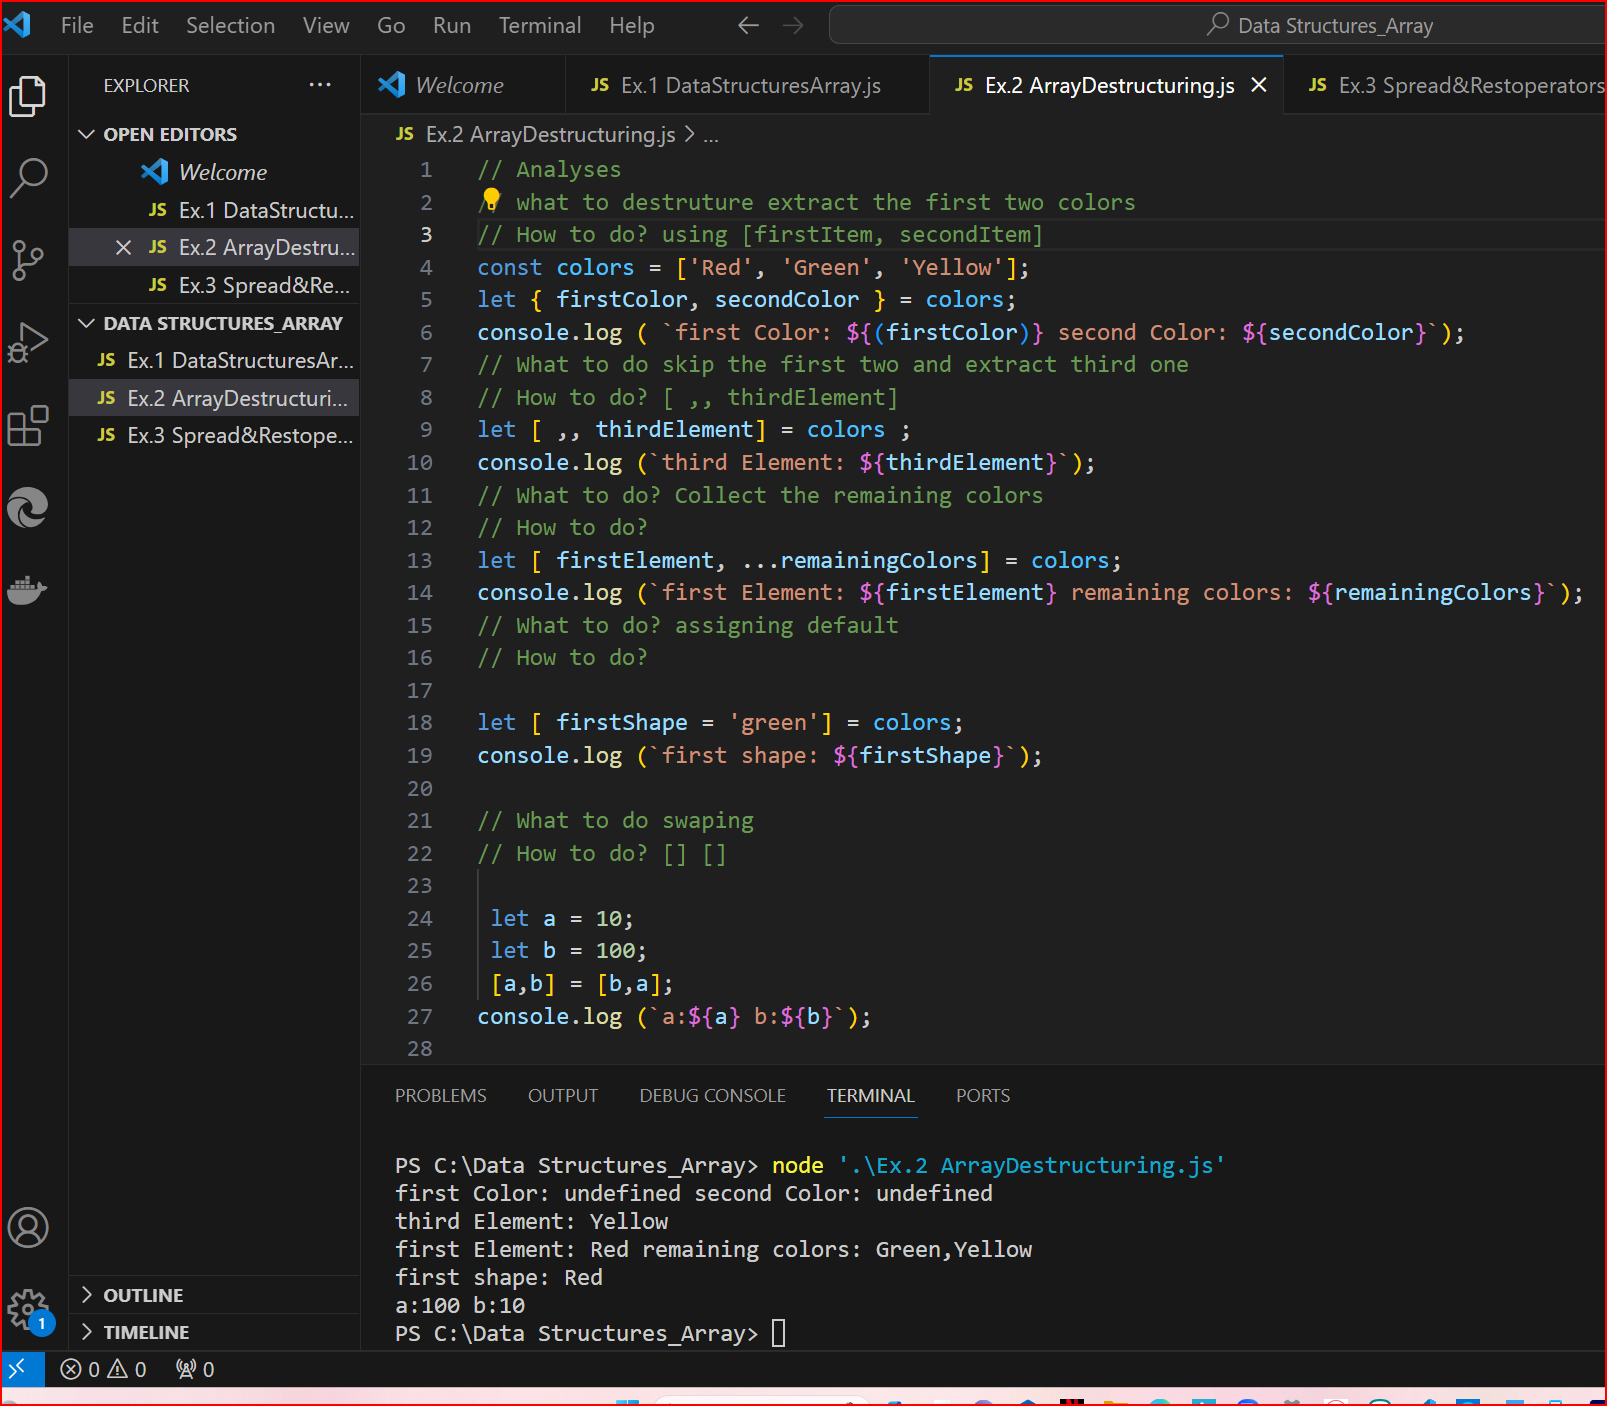 File Edit Selection View Go Run Terminal Help Data Structures_Array
EXPLORER
OPEN EDITORS
Welcome
JS Ex.1 DataStructu...
JS Ex.2 ArrayDestru...
JS Ex.3 Spread&Re...
DATA STRUCTURES_ARRAY
JS Ex.1 DataStructuresAr...
JS Ex.2 ArrayDestructuri...
JS Ex.3 Spread&Restope...
OUTLINE
TIMELINE
Welcome JS Ex.1 DataStructuresArray.js JS Ex.2 ArrayDestructuring.js JS Ex.3 Spread&Restoperators
JS Ex.2 ArrayDestructuring.js > ...
1 // Analyses
2 // what to destruture extract the first two colors
3 // How to do? using [firstItem, secondItem]
4 const colors = ['Red', 'Green', 'Yellow'];
5 let { firstColor, secondColor } = colors;
6 console.log ( `first Color: ${(firstColor)} second Color: ${secondColor}`);
7 // What to do skip the first two and extract third one
8 // How to do? [ ,, thirdElement]
9 let [ ,, thirdElement] = colors ;
10 console.log (`third Element: ${thirdElement}`);
11 // What to do? Collect the remaining colors
12 // How to do?
13 let [ firstElement, ...remainingColors] = colors;
14 console.log (`first Element: ${firstElement} remaining colors: ${remainingColors}`);
15 // What to do? assigning default
16 // How to do?
17
18 let [ firstShape = 'green'] = colors;
19 console.log (`first shape: ${firstShape}`);
20
21 // What to do swaping
22 // How to do? [] []
23
24 let a = 10;
25 let b = 100;
26 [a,b] = [b,a];
27 console.log (`a:${a} b:${b}`);
28
PROBLEMS OUTPUT DEBUG CONSOLE TERMINAL PORTS
PS C:\Data Structures_Array> node '.\Ex.2 ArrayDestructuring.js'
first Color: undefined second Color: undefined
third Element: Yellow
first Element: Red remaining colors: Green,Yellow
first shape: Red
a:100 b:10
PS C:\Data Structures_Array>
1
0 0 0